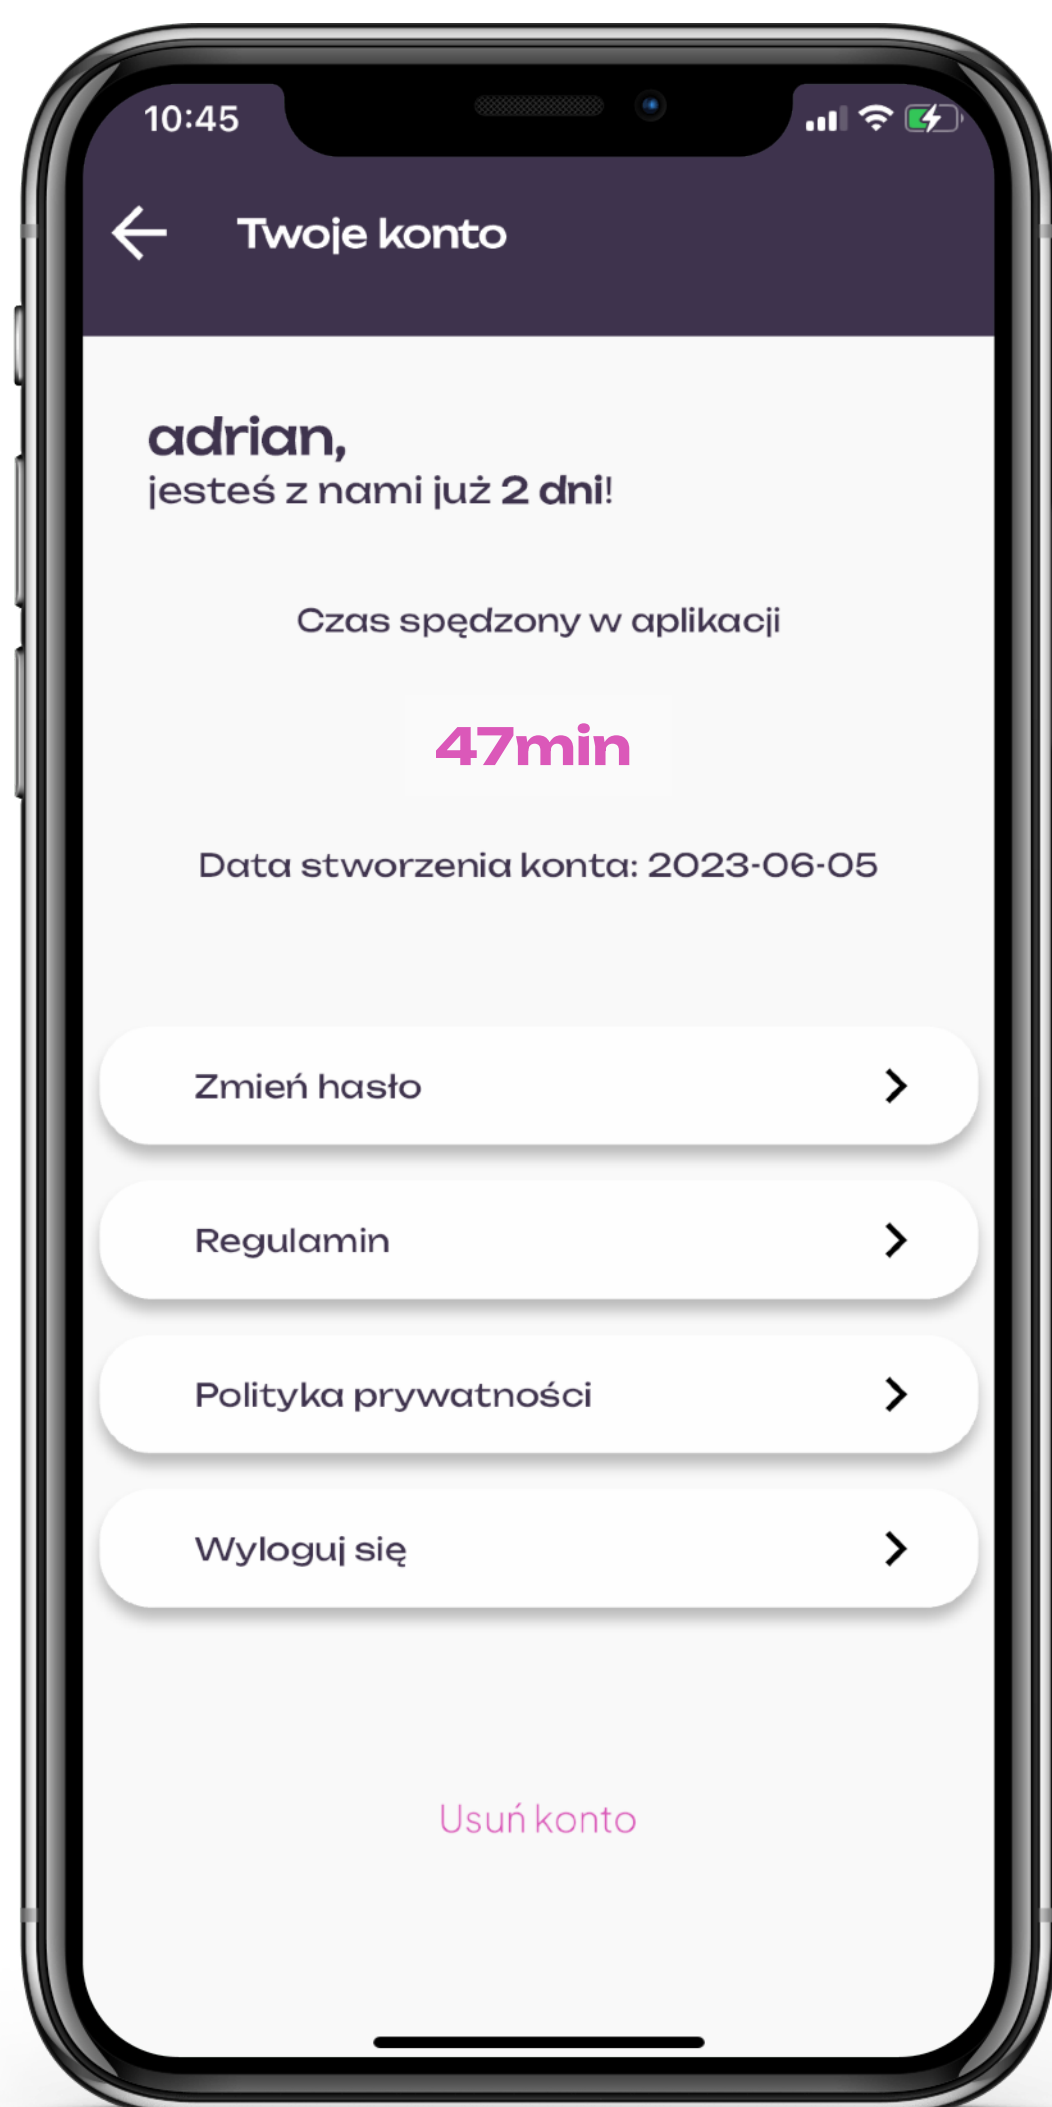 10:45
Twoje konto
adrian,
jesteś z nami już 2 dni!
Czas spędzony w aplikacji
47min
Data stworzenia konta: 2023-06-05
Zmień hasło
Regulamin
Polityka prywatności
Wyloguj się
Usuń konto